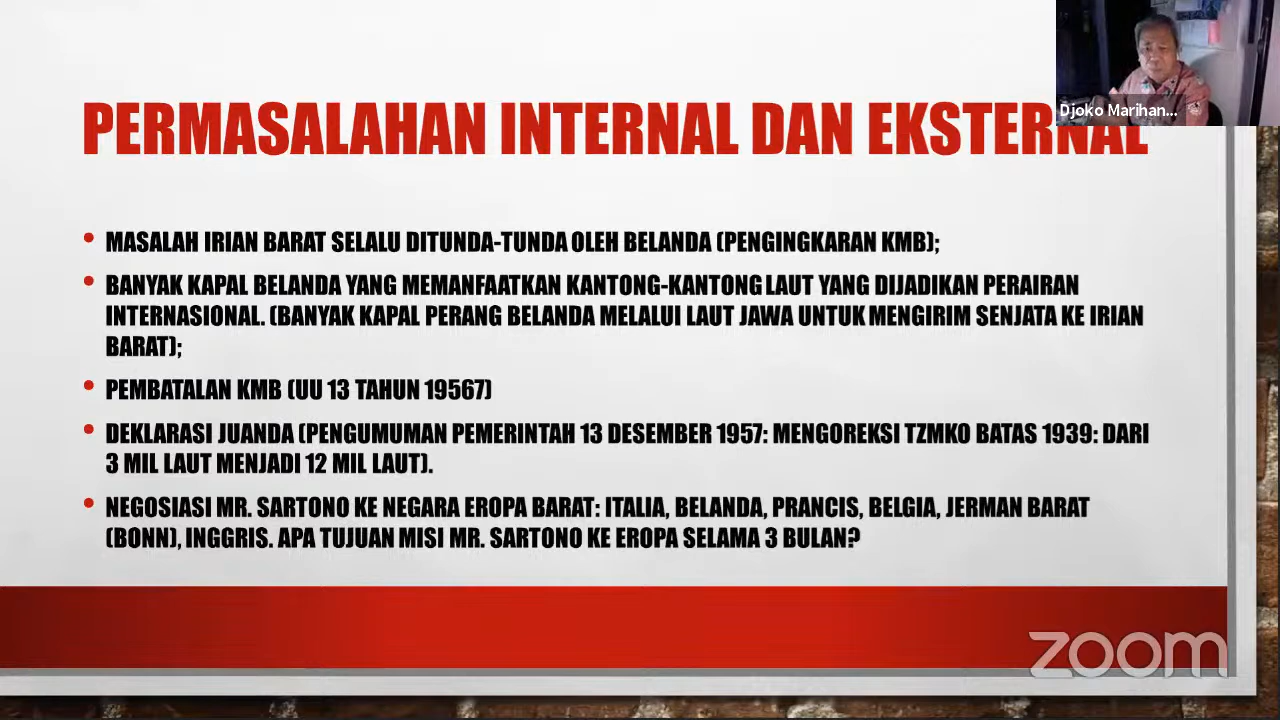 Djoko Marihan...
PERMASALAHAN INTERNAL DAN EKSTERNAL
• MASALAH IRIAN BARAT SELALU DITUNDA-TUNDA OLEH BELANDA (PENGINGKARAN KMB);
• BANYAK KAPAL BELANDA YANG MEMANFAATKAN KANTONG-KANTONG LAUT YANG DIJADIKAN PERAIRAN
INTERNASIONAL. (BANYAK KAPAL PERANG BELANDA MELALUI LAUT JAWA UNTUK MENGIRIM SENJATA KE IRIAN
BARAT);
• PEMBATALAN KMB (UU 13 TAHUN 19567)
• DEKLARASI JUANDA (PENGUMUMAN PEMERINTAH 13 DESEMBER 1957: MENGOREKSI TZMKO BATAS 1939: DARI
3 MIL LAUT MENJADI 12 MIL LAUT).
• NEGOSIASI MR. SARTONO KE NEGARA EROPA BARAT: ITALIA, BELANDA, PRANCIS, BELGIA, JERMAN BARAT
(BONN), INGGRIS. APA TUJUAN MISI MR. SARTONO KE EROPA SELAMA 3 BULAN?
zoom